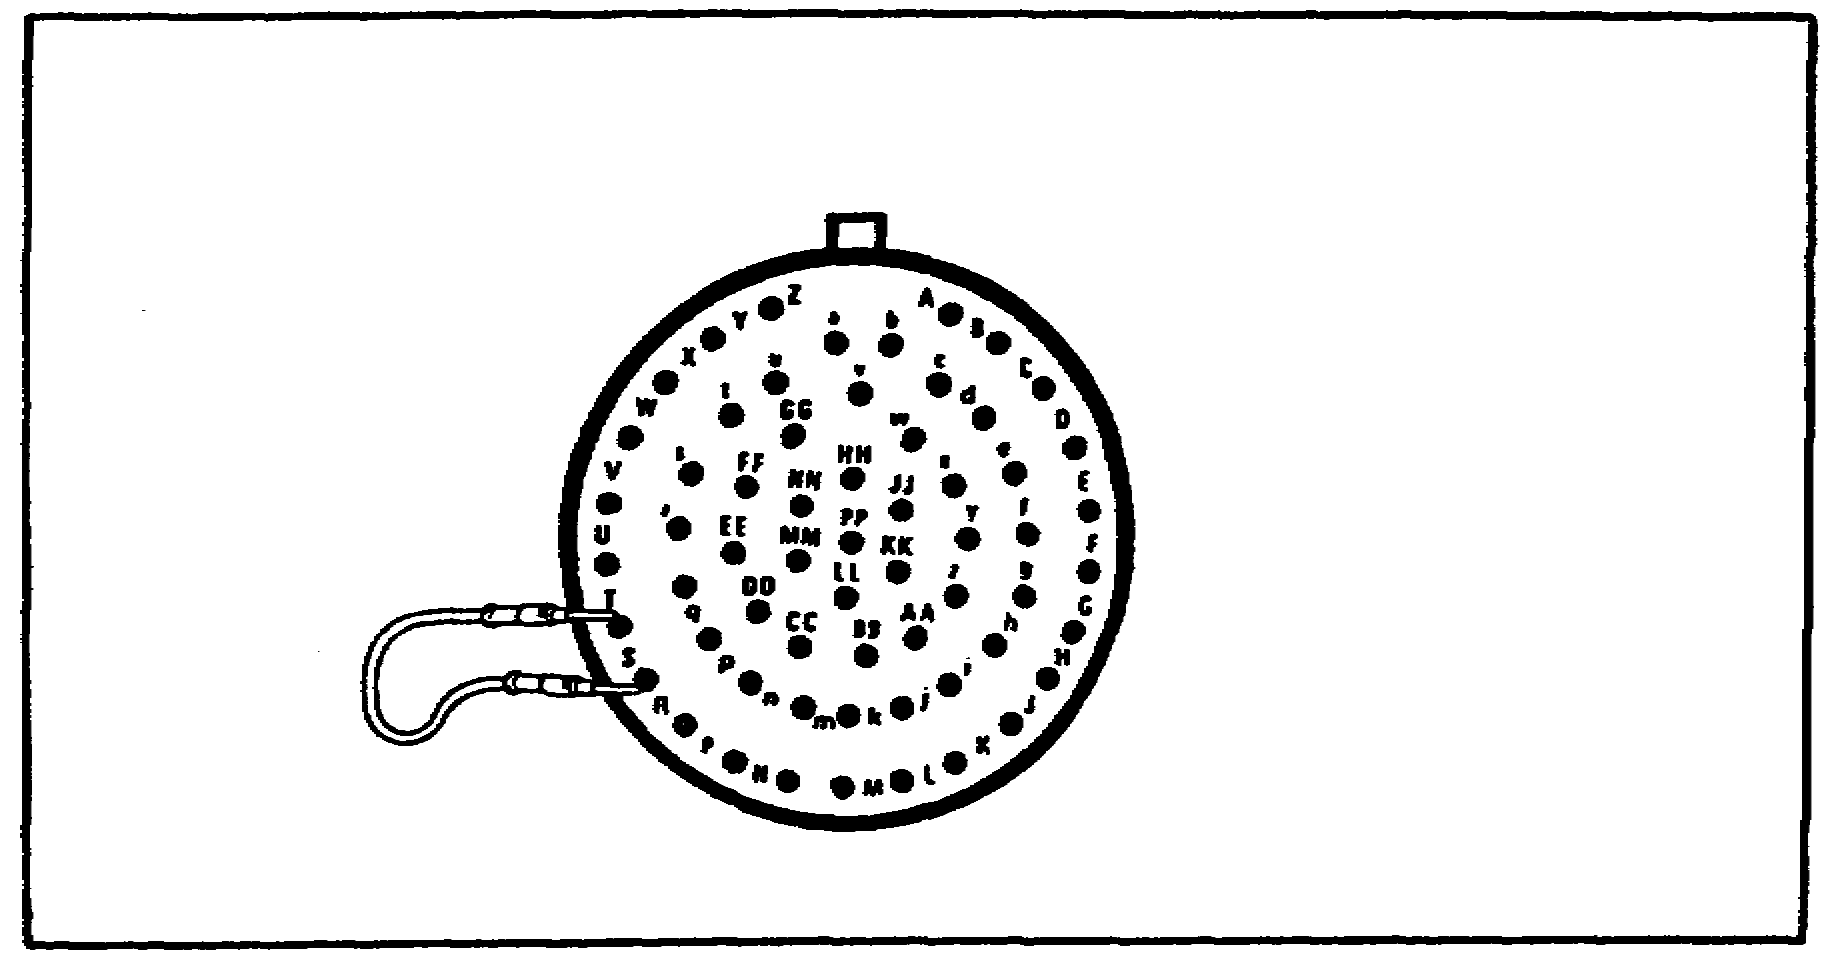 Z
A
Y
B
a
b
X
C
u
v
c
t
d
W
GG
w
D
s
FF
HH
e
V
NN
JJ
x
E
r
PP
y
f
U
EE
MM
KK
F
T
DD
LL
z
g
G
q
CC
BB
AA
h
S
p
i
H
R
n
m
k
j
J
P
K
N
M
L